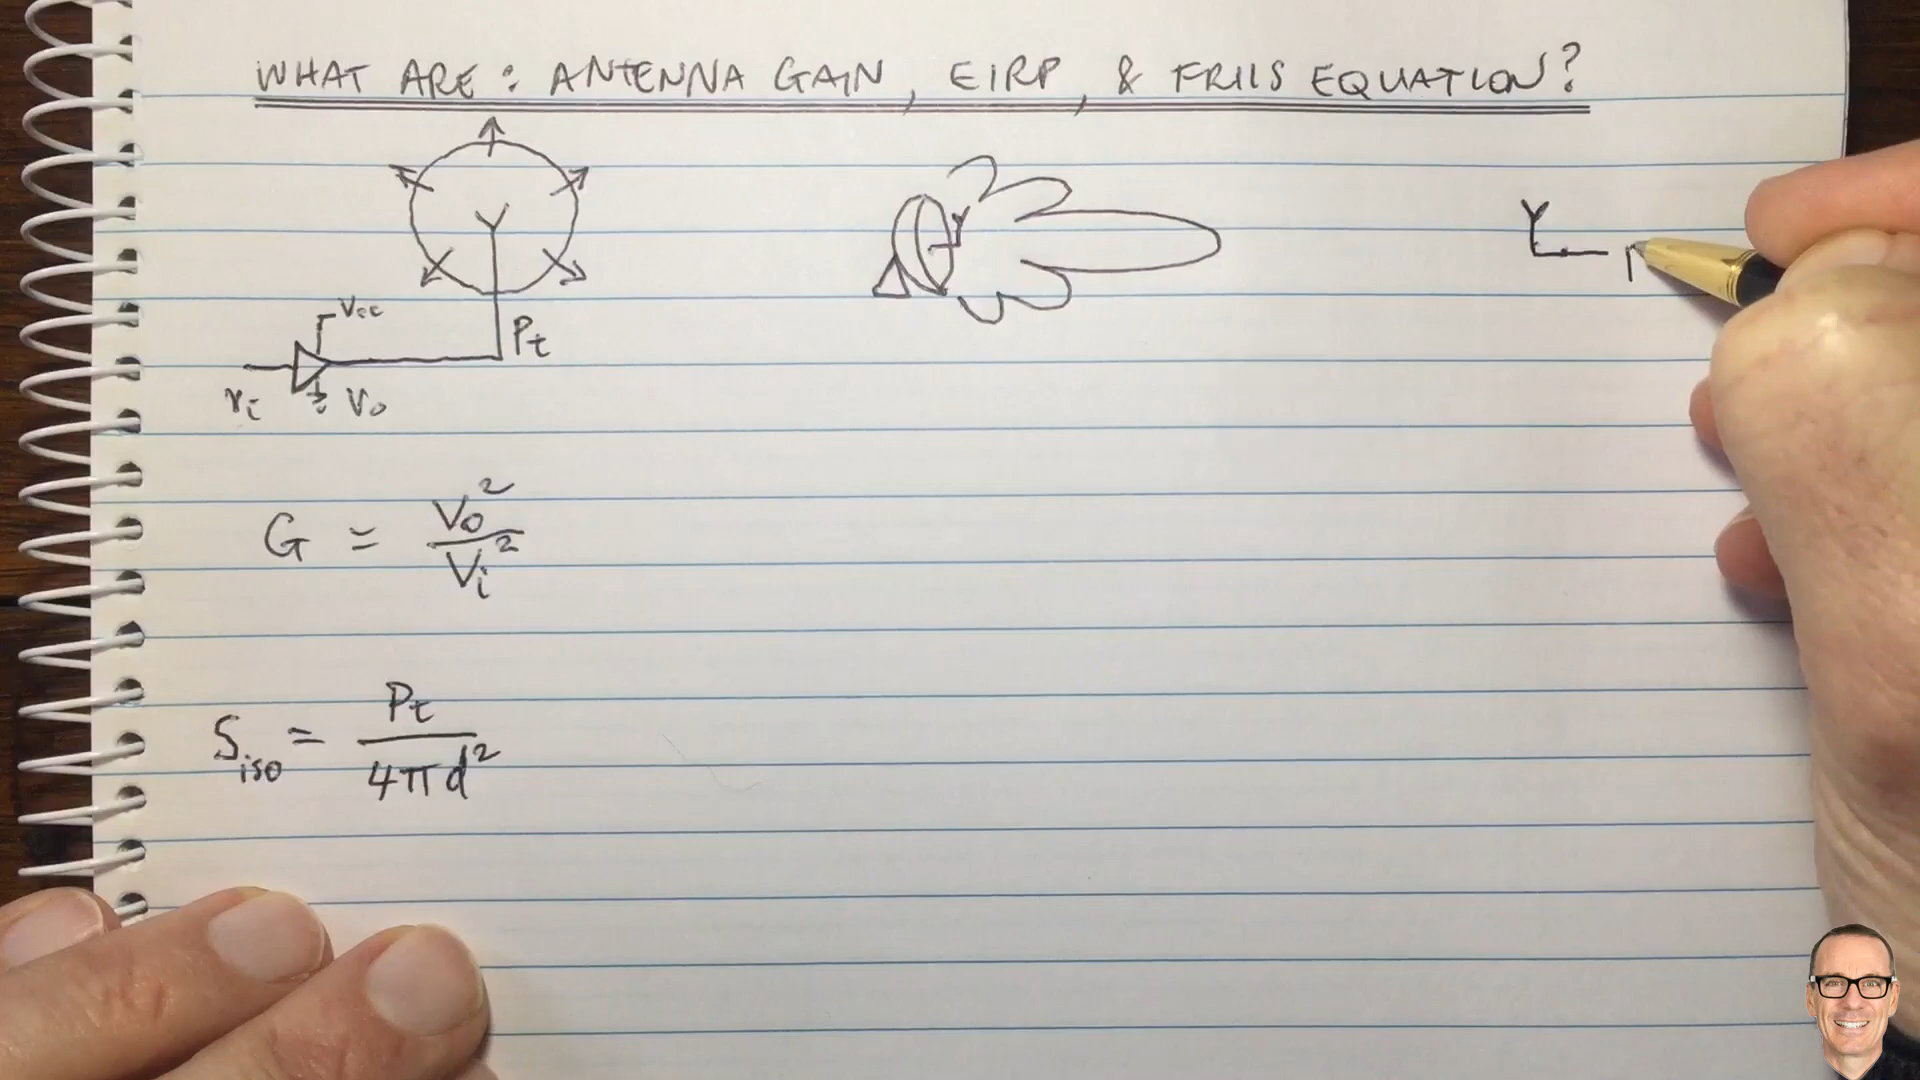 WHAT ARE: ANTENNA GAIN, EIRP, & FRIIS EQUATION?
Vcc
Pt
Vi
Vo
G = Vo²/Vi²
Siso = Pt/4πd²